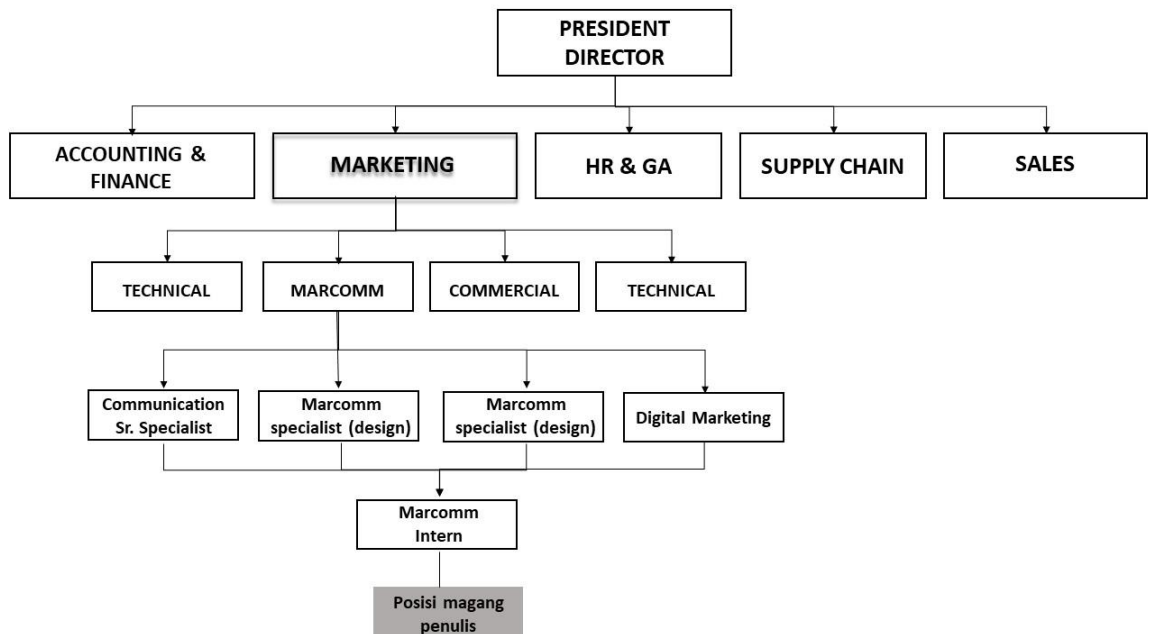 PRESIDENT
DIRECTOR
ACCOUNTING &
FINANCE
MARKETING
HR & GA
SUPPLY CHAIN
SALES
TECHNICAL
MARCOMM
COMMERCIAL
TECHNICAL
Communication
Sr. Specialist
Marcomm
specialist (design)
Marcomm
specialist (design)
Digital Marketing
Marcomm
Intern
Posisi magang
penulis